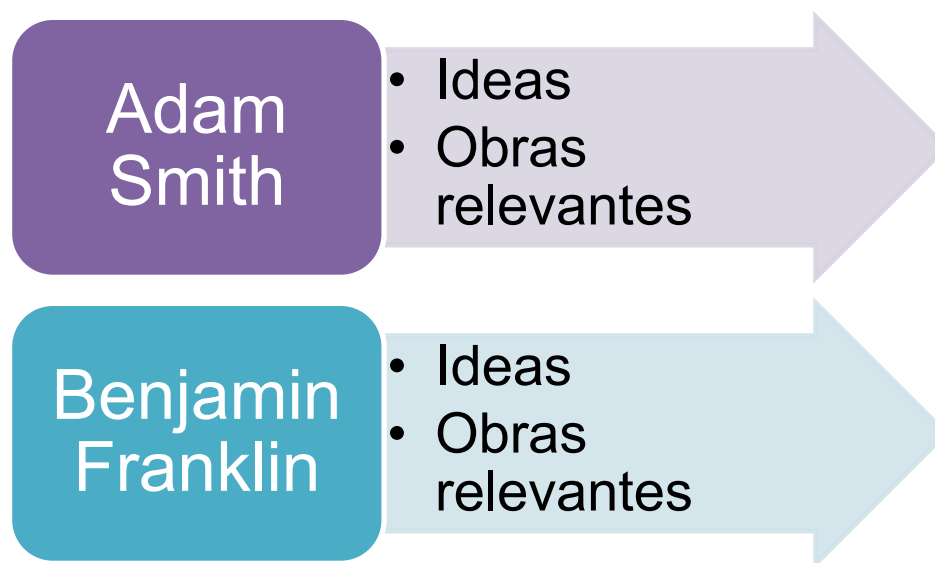 Adam
Smith
• Ideas
• Obras
relevantes
Benjamin
Franklin
• Ideas
• Obras
relevantes